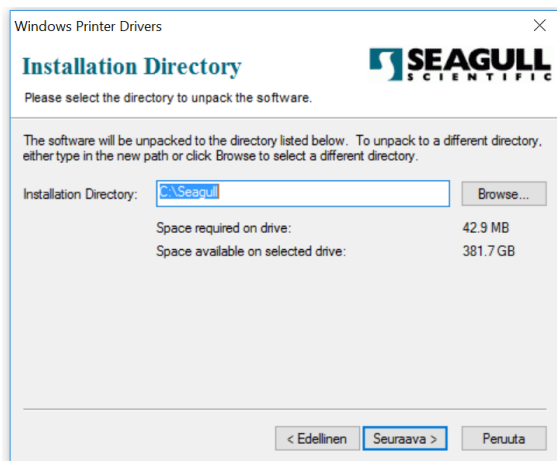 Windows Printer Drivers
Installation Directory
SEAGULL
SCIENTIFIC
Please select the directory to unpack the software.
The software will be unpacked to the directory listed below. To unpack to a different directory,
either type in the new path or click Browse to select a different directory.
Installation Directory: C:\Seagull Browse...
Space required on drive: 42.9 MB
Space available on selected drive: 381.7 GB
< Edellinen Seuraava > Peruuta